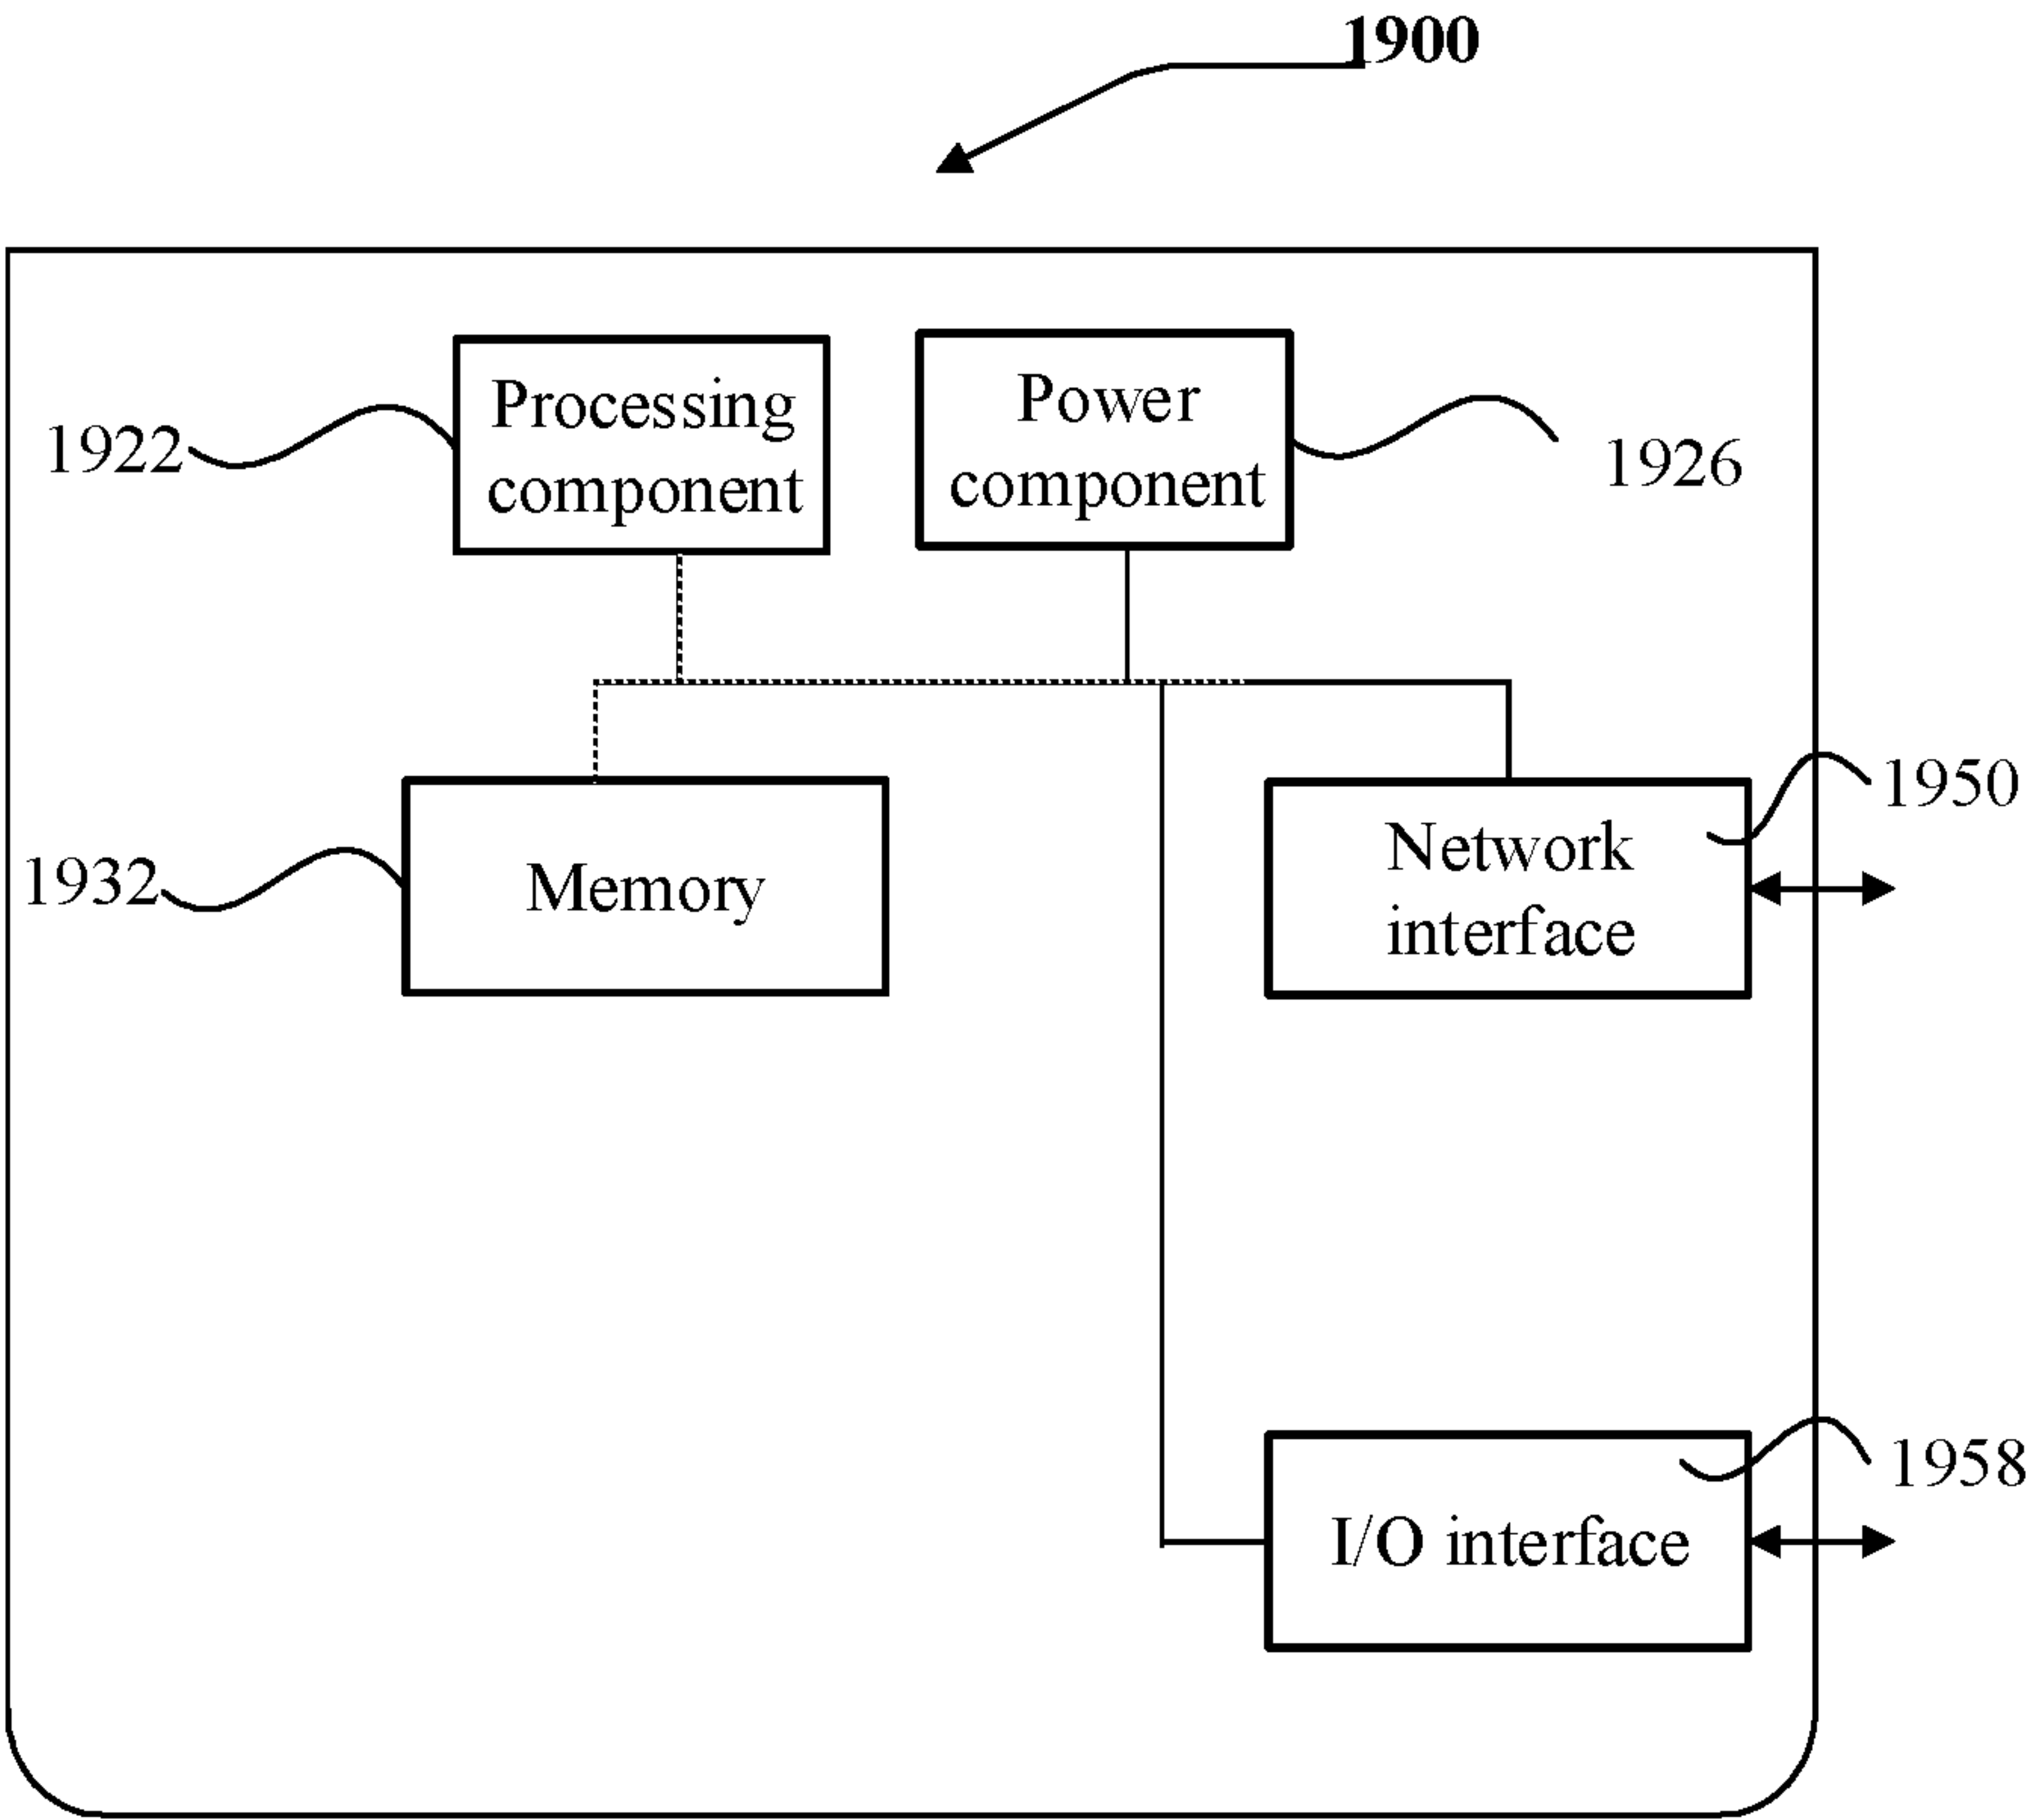 1900
Processing
component
Power
component
1922
1926
1950
Network
interface
1932
Memory
1958
I/O interface